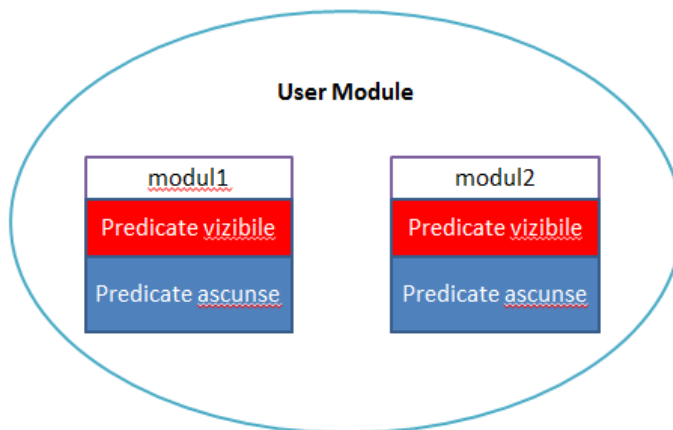 User Module
modul1
modul2
Predicate vizibile
Predicate vizibile
Predicate ascunse
Predicate ascunse